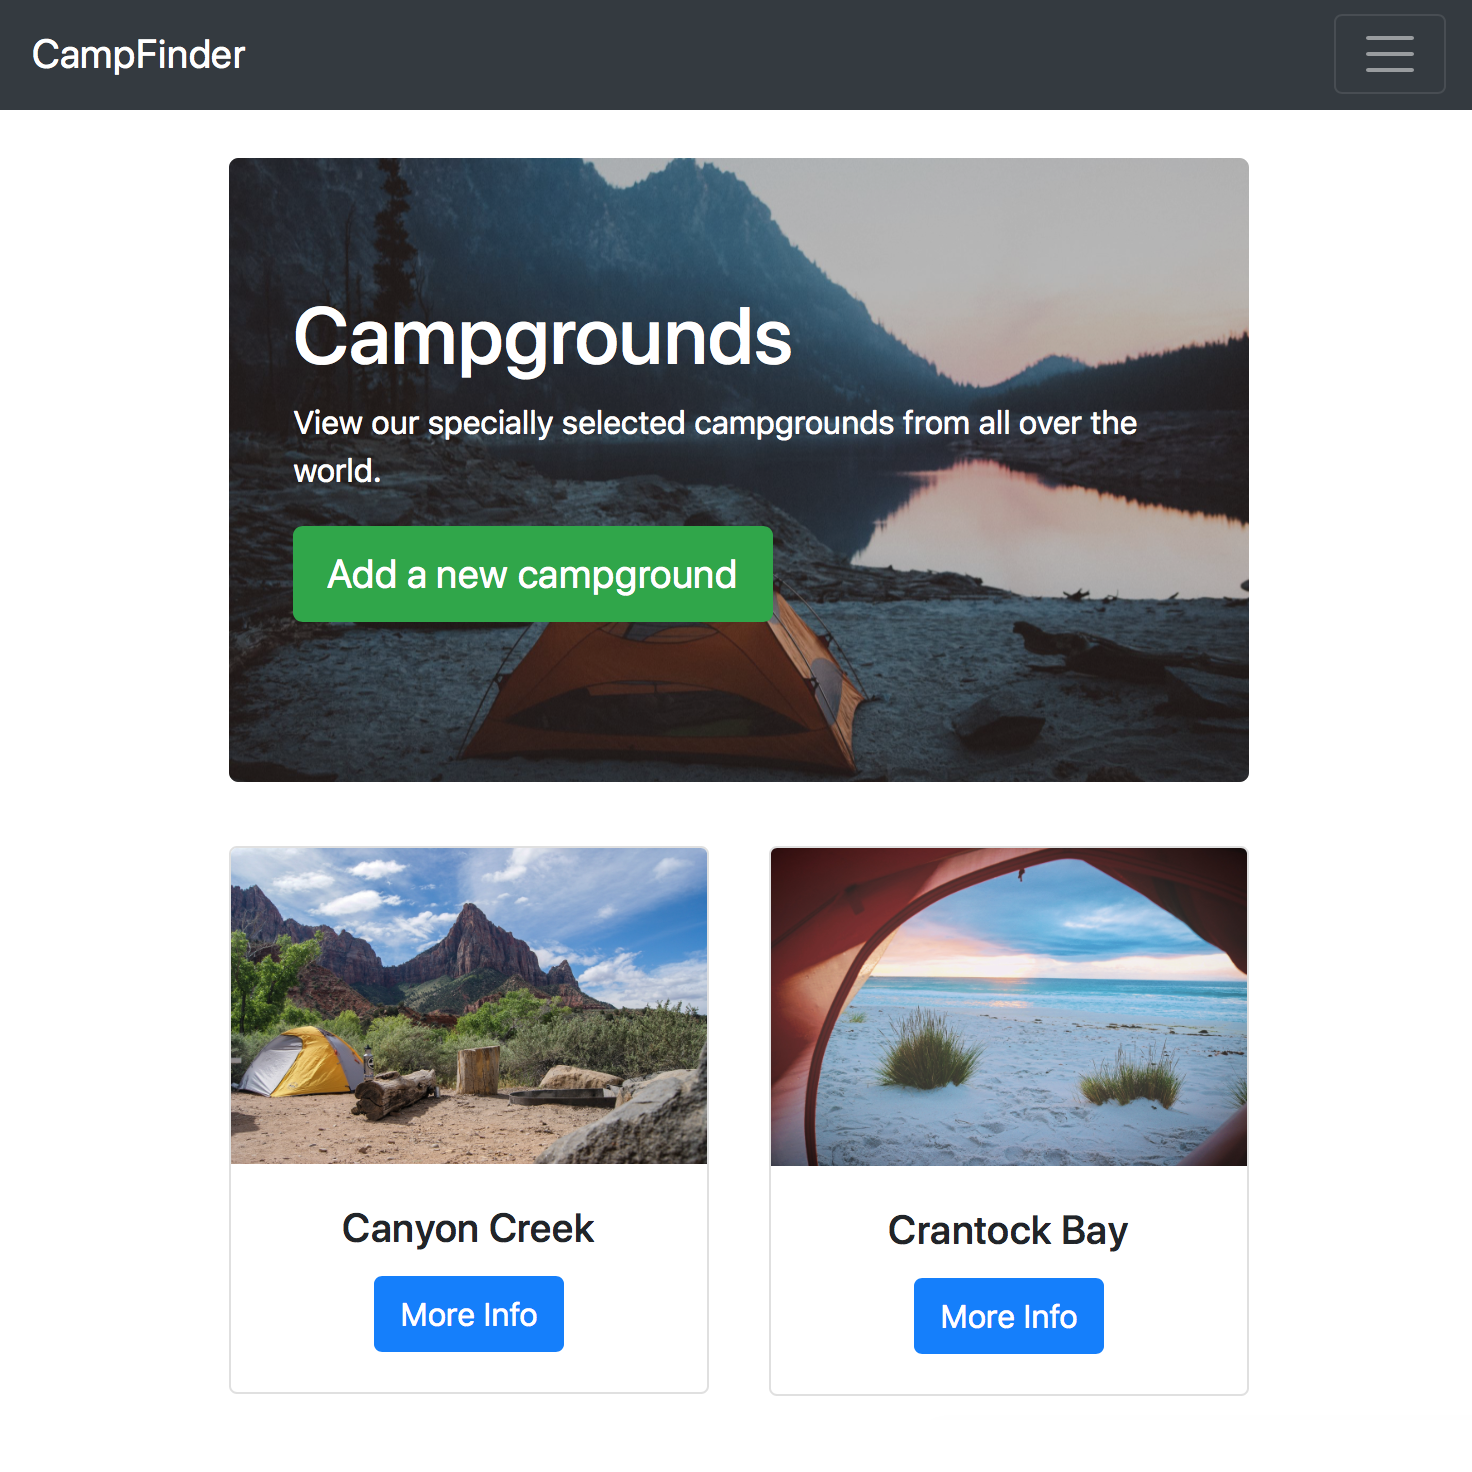 CampFinder
Campgrounds
View our specially selected campgrounds from all over the
world.
Add a new campground
Canyon Creek
More Info
Crantock Bay
More Info